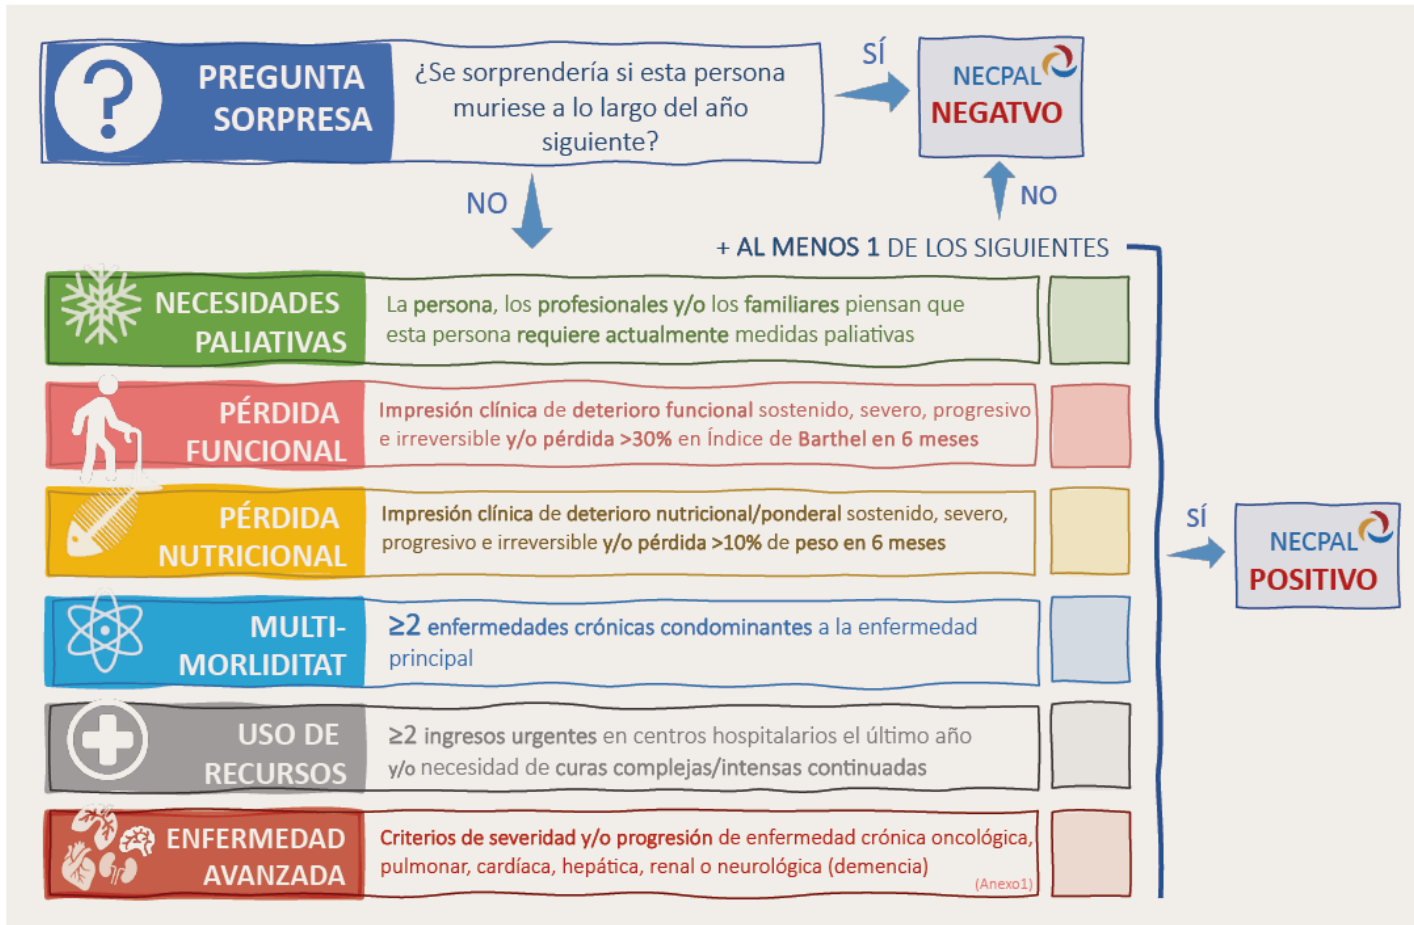 PREGUNTA
SORPRESA
¿Se sorprendería si esta persona
muriese a lo largo del año
siguiente?
SÍ
NECPAL
NEGATVO
NO
NO
+ AL MENOS 1 DE LOS SIGUIENTES
NECESIDADES
PALIATIVAS
La persona, los profesionales y/o los familiares piensan que
esta persona requiere actualmente medidas paliativas
PÉRDIDA
FUNCIONAL
Impresión clínica de deterioro funcional sostenido, severo, progresivo
e irreversible y/o pérdida >30% en Índice de Barthel en 6 meses
PÉRDIDA
NUTRICIONAL
Impresión clínica de deterioro nutricional/ponderal sostenido, severo,
progresivo e irreversible y/o pérdida >10% de peso en 6 meses
SÍ
NECPAL
POSITIVO
MULTI-
MORLIDITAT
≥2 enfermedades crónicas condominantes a la enfermedad
principal
USO DE
RECURSOS
≥2 ingresos urgentes en centros hospitalarios el último año
y/o necesidad de curas complejas/intensas continuadas
ENFERMEDAD
AVANZADA
Criterios de severidad y/o progresión de enfermedad crónica oncológica,
pulmonar, cardíaca, hepática, renal o neurológica (demencia)
(Anexo1)